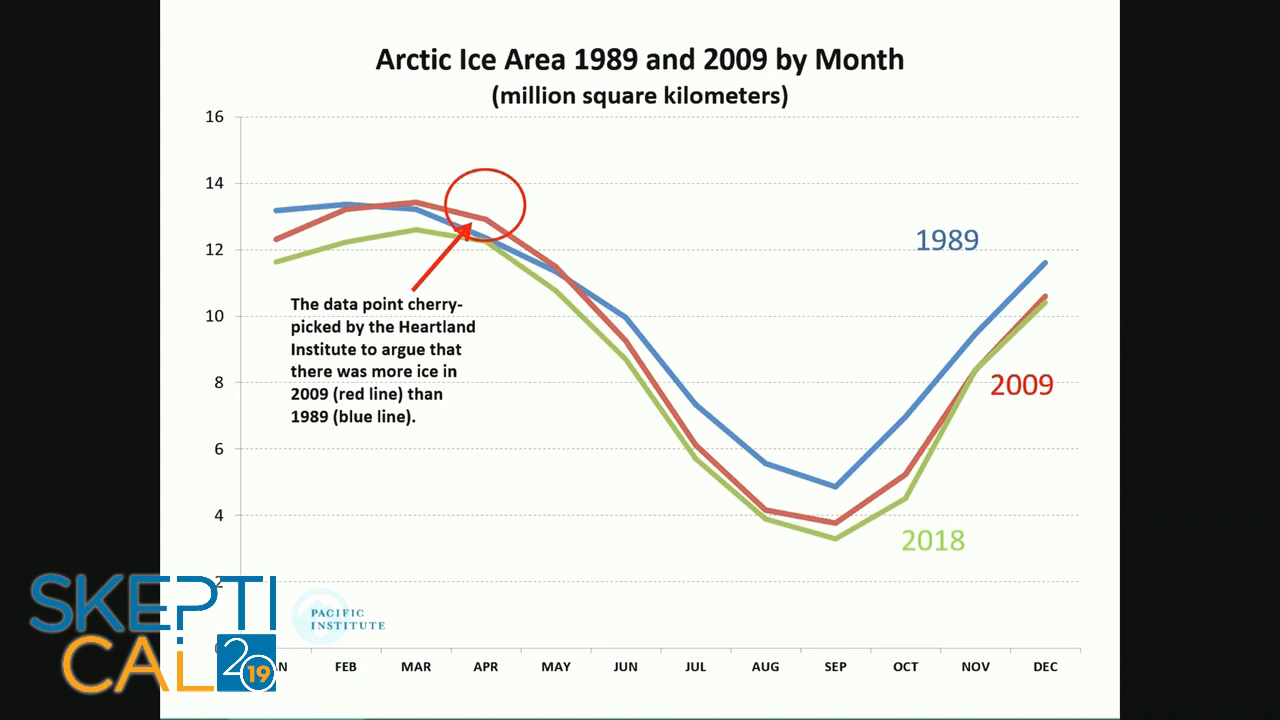 Arctic Ice Area 1989 and 2009 by Month
(million square kilometers)
16
14
12
10
8
6
4
2
1989
2009
2018
The data point cherry-
picked by the Heartland
Institute to argue that
there was more ice in
2009 (red line) than
1989 (blue line).
PACIFIC
INSTITUTE
FEB MAR APR MAY JUN JUL AUG SEP OCT NOV DEC
SKEPTI
CAL 2019